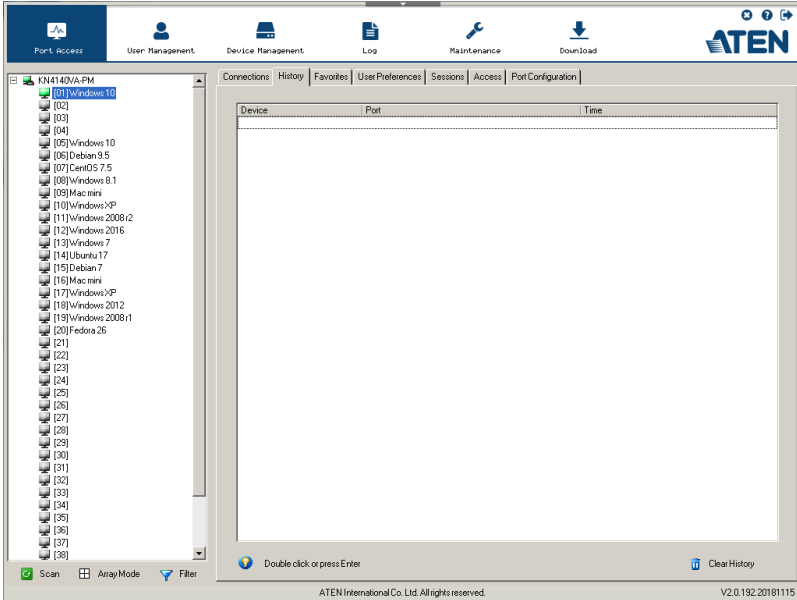 Port Access
User Management
Device Management
Log
Maintenance
Download
ATEN
KN4140VA-PM
[01]Windows 10
[02]
[03]
[04]
[05]Windows 10
[06]Debian 9.5
[07]CentOS 7.5
[08]Windows 8.1
[09]Mac mini
[10]WindowsXP
[11]Windows 2008 r2
[12]Windows 2016
[13]Windows 7
[14]Ubuntu 17
[15]Debian 7
[16]Mac mini
[17]WindowsXP
[18]Windows 2012
[19]Windows 2008 r1
[20]Fedora 26
[21]
[22]
[23]
[24]
[25]
[26]
[27]
[28]
[29]
[30]
[31]
[32]
[33]
[34]
[35]
[36]
[37]
[38]
Scan
Array Mode
Filter
Connections
History
Favorites
User Preferences
Sessions
Access
Port Configuration
Device
Port
Time
Double click or press Enter
Clear History
ATEN International Co. Ltd. All rights reserved.
V2.0.192.20181115